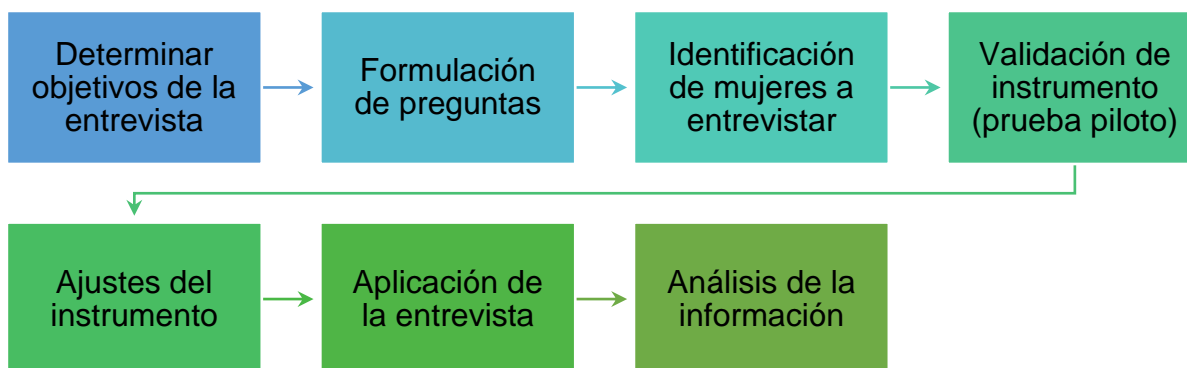 Determinar
objetivos de la
entrevista
Formulación
de preguntas
Identificación
de mujeres a
entrevistar
Validación de
instrumento
(prueba piloto)
Ajustes del
instrumento
Aplicación de
la entrevista
Análisis de la
información